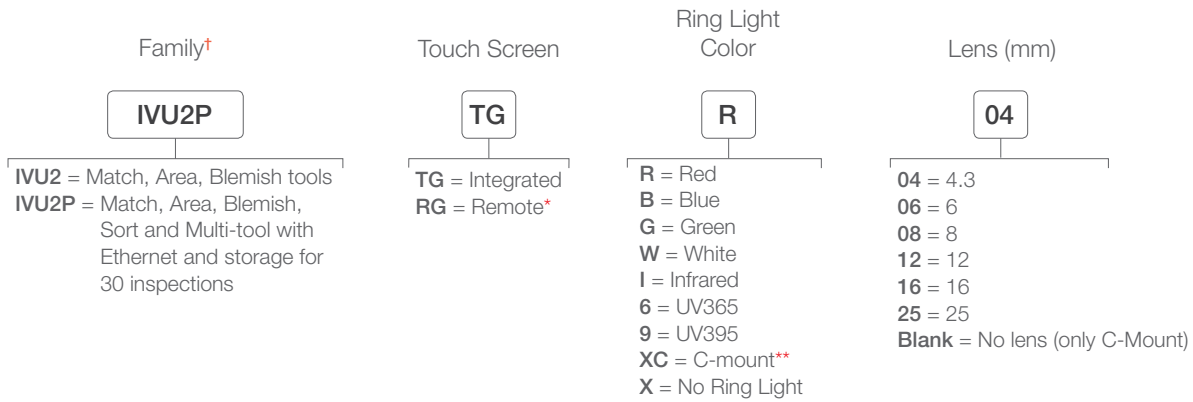 Family†
Touch Screen
Ring Light
Color
Lens (mm)
IVU2P
TG
R
04
IVU2 = Match, Area, Blemish tools
IVU2P = Match, Area, Blemish,
Sort and Multi-tool with
Ethernet and storage for
30 inspections
TG = Integrated
RG = Remote*
R = Red
B = Blue
G = Green
W = White
I = Infrared
6 = UV365
9 = UV395
XC = C-mount**
X = No Ring Light
04 = 4.3
06 = 6
08 = 8
12 = 12
16 = 16
25 = 25
Blank = No lens (only C-Mount)